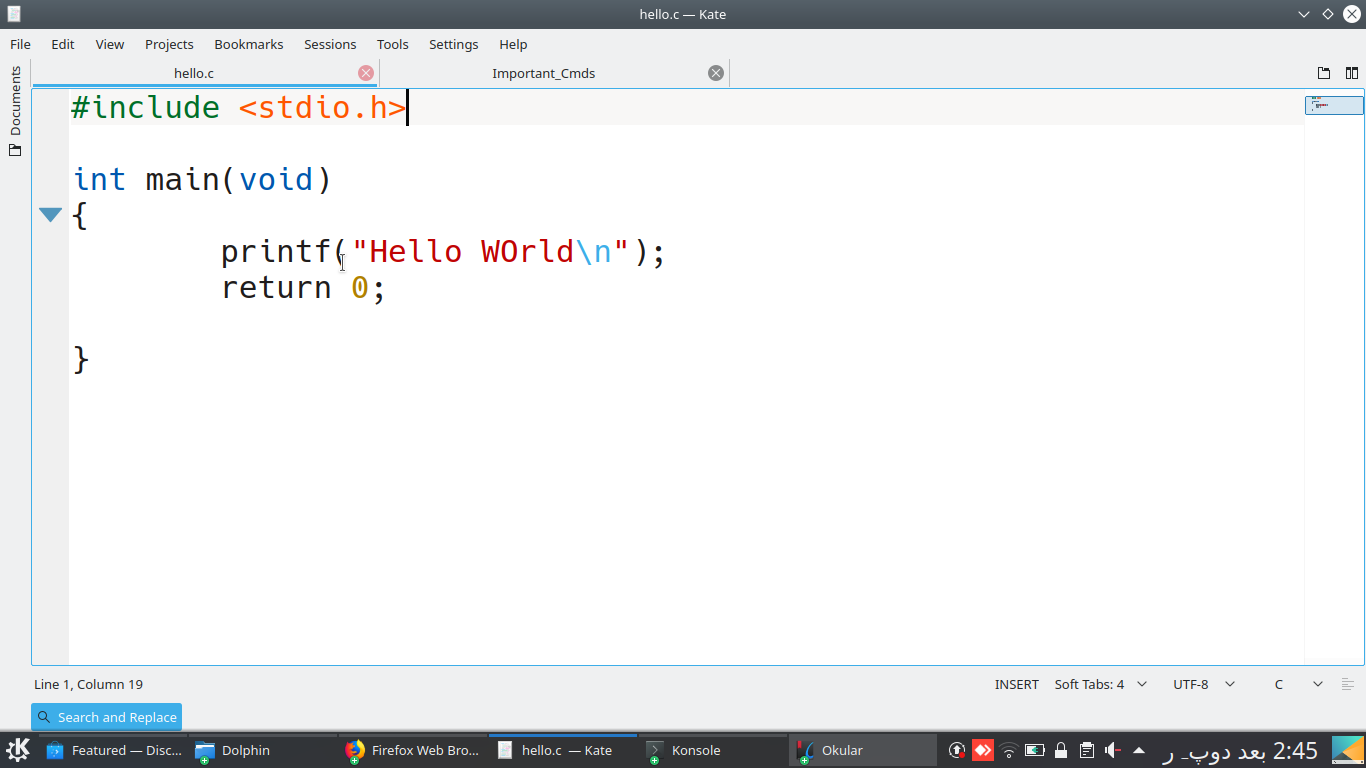 hello.c — Kate
File Edit View Projects Bookmarks Sessions Tools Settings Help
hello.c Important_Cmds
Documents
#include <stdio.h>
int main(void)
{
printf("Hello WOrld\n");
return 0;
}
Line 1, Column 19 INSERT Soft Tabs: 4 UTF-8 C
Search and Replace
Featured — Disc... Dolphin Firefox Web Bro... hello.c — Kate Konsole Okular 2:45 بعد دوپہر